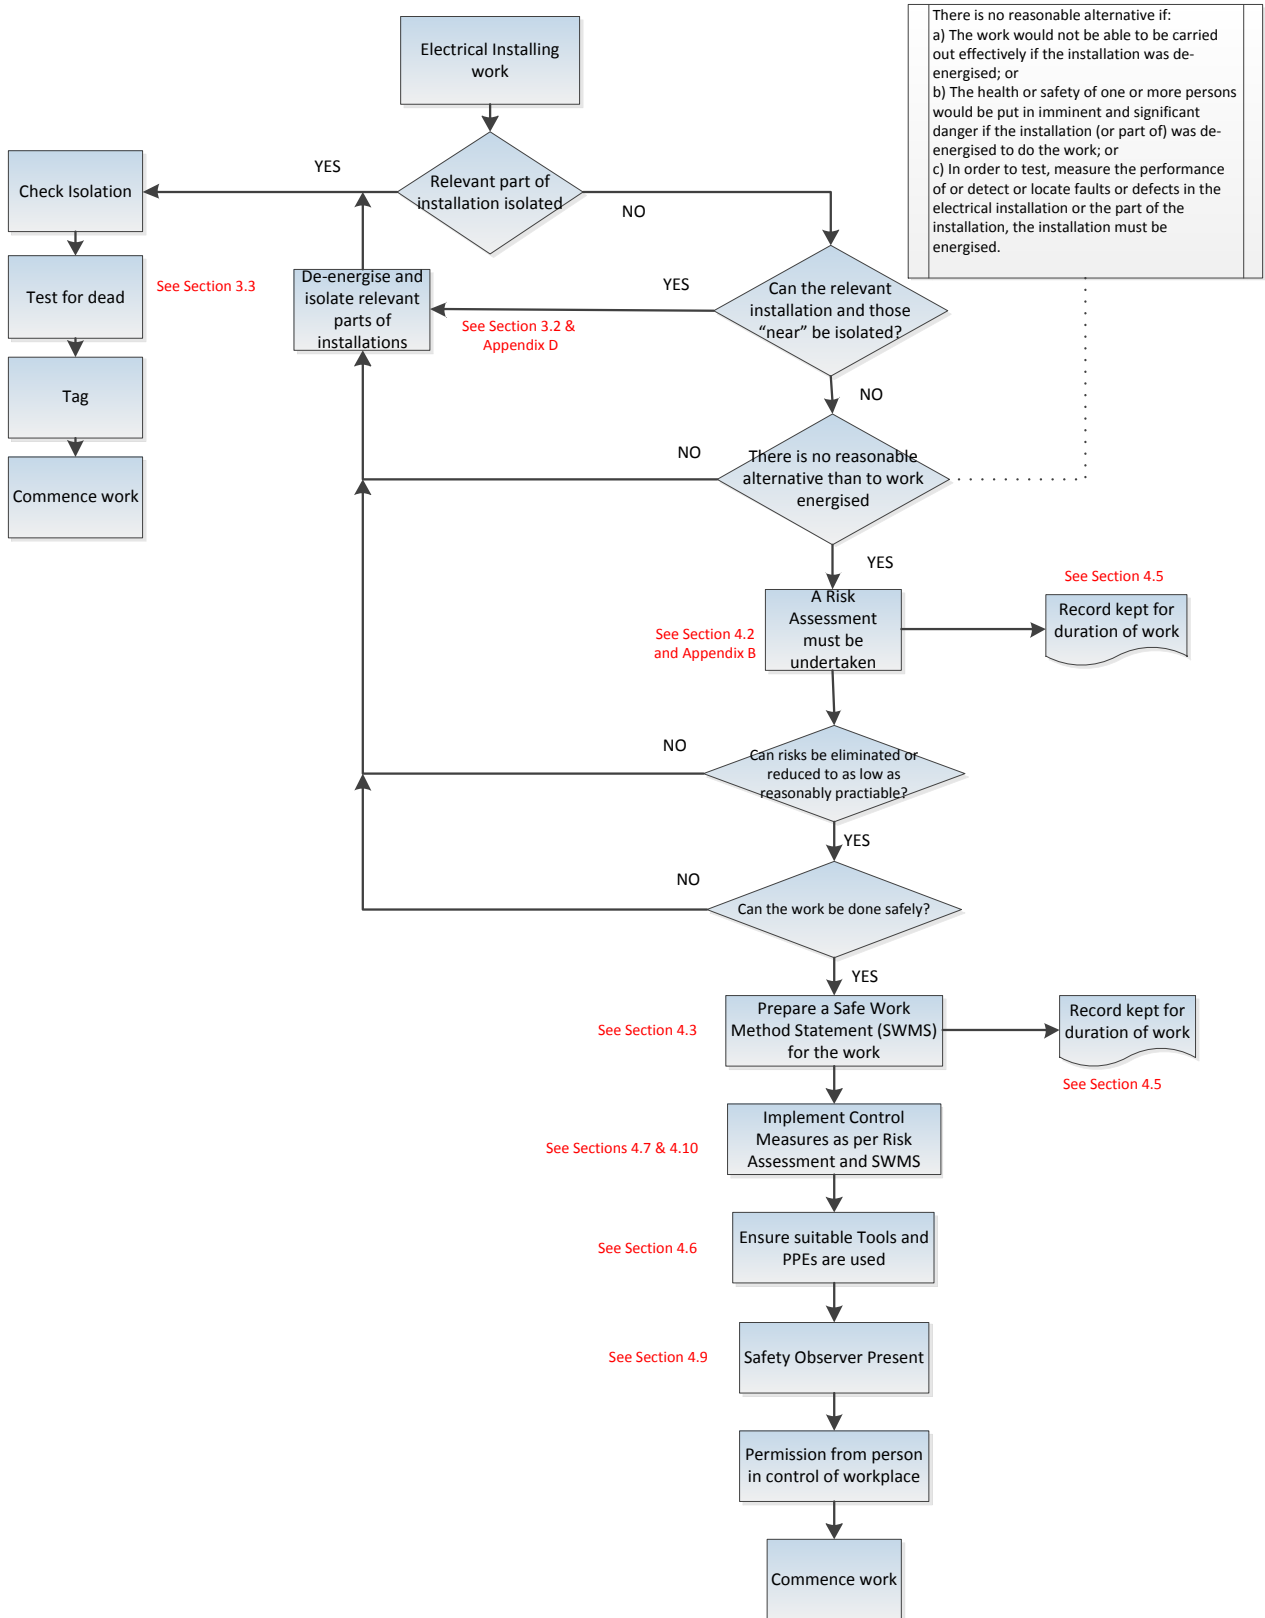 Electrical Installing
work
There is no reasonable alternative if:
a) The work would not be able to be carried
out effectively if the installation was de-
energised; or
b) The health or safety of one or more persons
would be put in imminent and significant
danger if the installation (or part of) was de-
energised to do the work; or
c) In order to test, measure the performance
of or detect or locate faults or defects in the
electrical installation or the part of the
installation, the installation must be
energised.
YES
Relevant part of
installation isolated
NO
Check Isolation
Test for dead
See Section 3.3
Tag
Commence work
De-energise and
isolate relevant
parts of
installations
YES
See Section 3.2 &
Appendix D
Can the relevant
installation and those
“near” be isolated?
NO
NO
There is no reasonable
alternative than to work
energised
YES
See Section 4.2
and Appendix B
A Risk
Assessment
must be
undertaken
See Section 4.5
Record kept for
duration of work
NO
Can risks be eliminated or
reduced to as low as
reasonably practiable?
YES
NO
Can the work be done safely?
YES
See Section 4.3
Prepare a Safe Work
Method Statement (SWMS)
for the work
Record kept for
duration of work
See Section 4.5
See Sections 4.7 & 4.10
Implement Control
Measures as per Risk
Assessment and SWMS
See Section 4.6
Ensure suitable Tools and
PPEs are used
See Section 4.9
Safety Observer Present
Permission from person
in control of workplace
Commence work